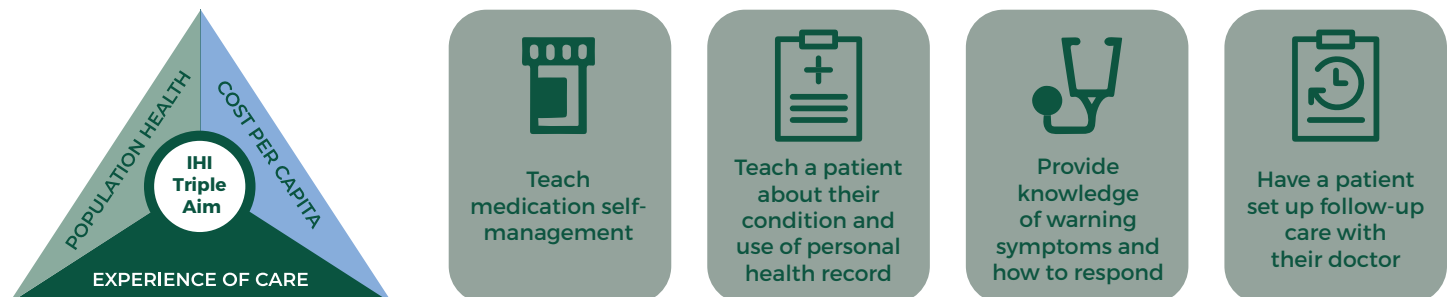 POPULATION HEALTH
COST PER CAPITA
IHI
Triple
Aim
EXPERIENCE OF CARE
Teach
medication self-
management
Teach a patient
about their
condition and
use of personal
health record
Provide
knowledge
of warning
symptoms and
how to respond
Have a patient
set up follow-up
care with
their doctor